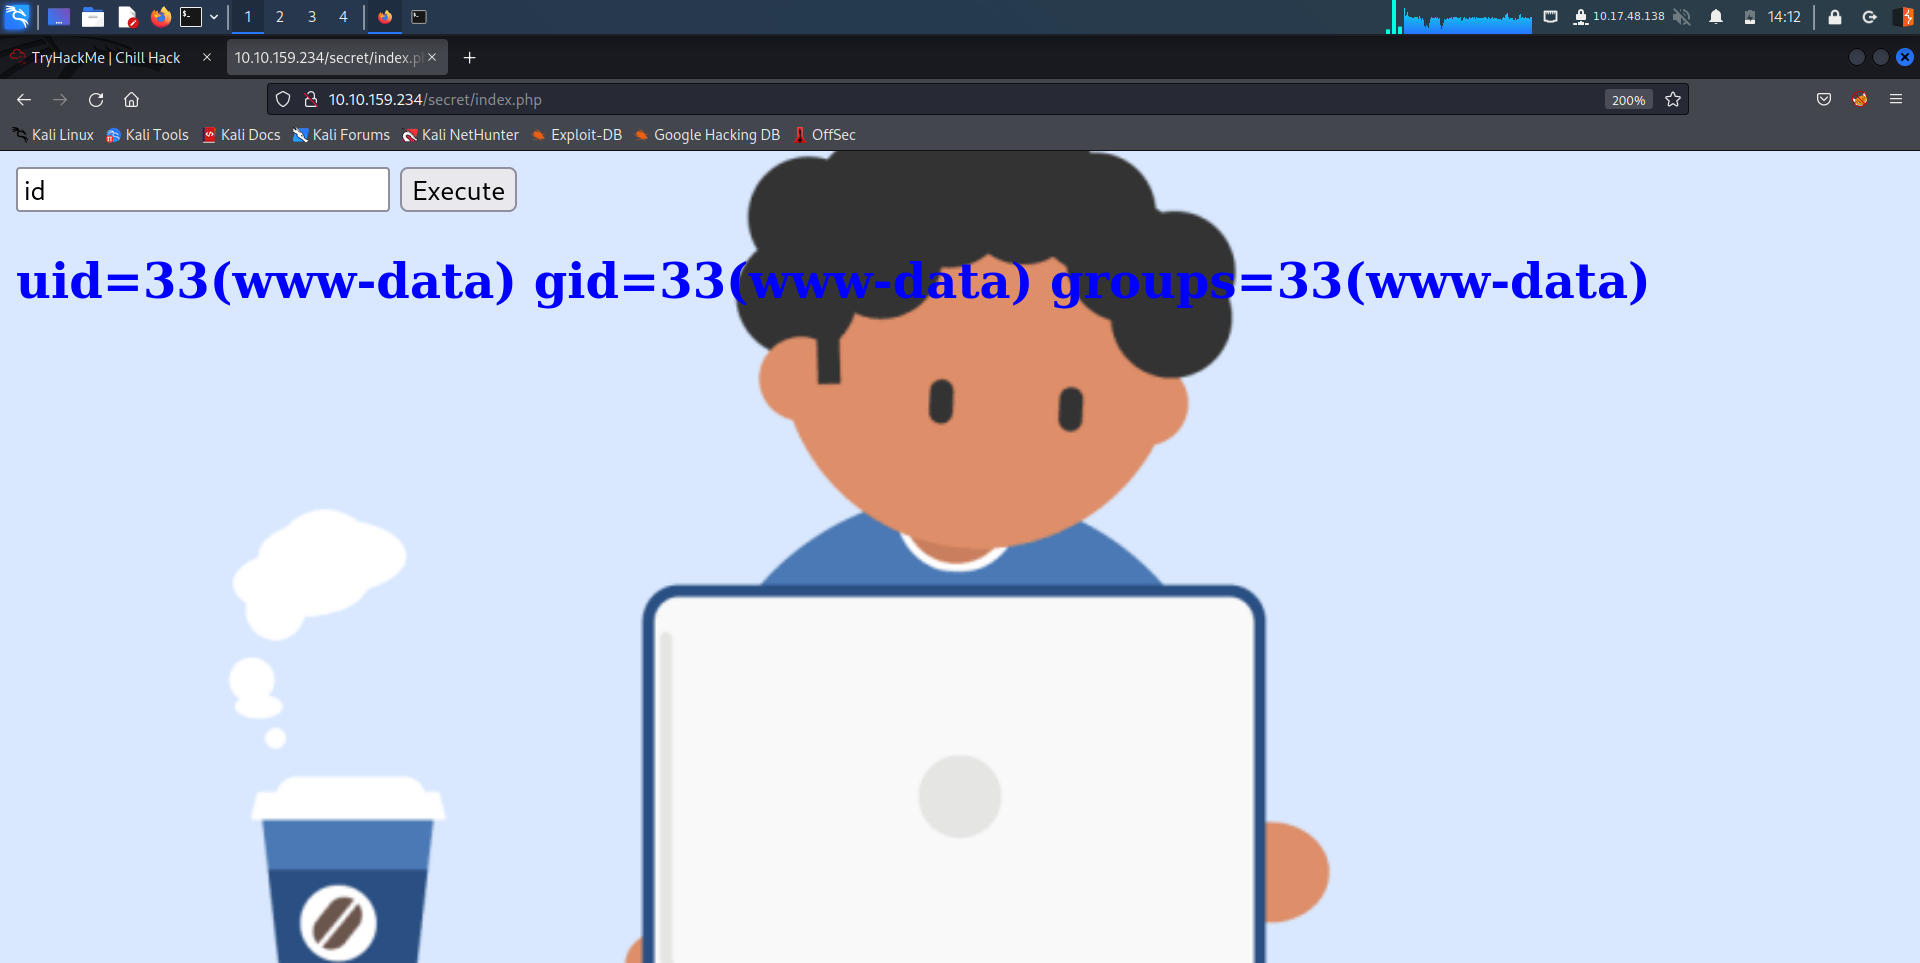 1 2 3 4 10.17.48.138 14:12
TryHackMe | Chill Hack 10.10.159.234/secret/index.p
10.10.159.234/secret/index.php 200%
Kali Linux Kali Tools Kali Docs Kali Forums Kali NetHunter Exploit-DB Google Hacking DB OffSec
id Execute
uid=33(www-data) gid=33(www-data) groups=33(www-data)